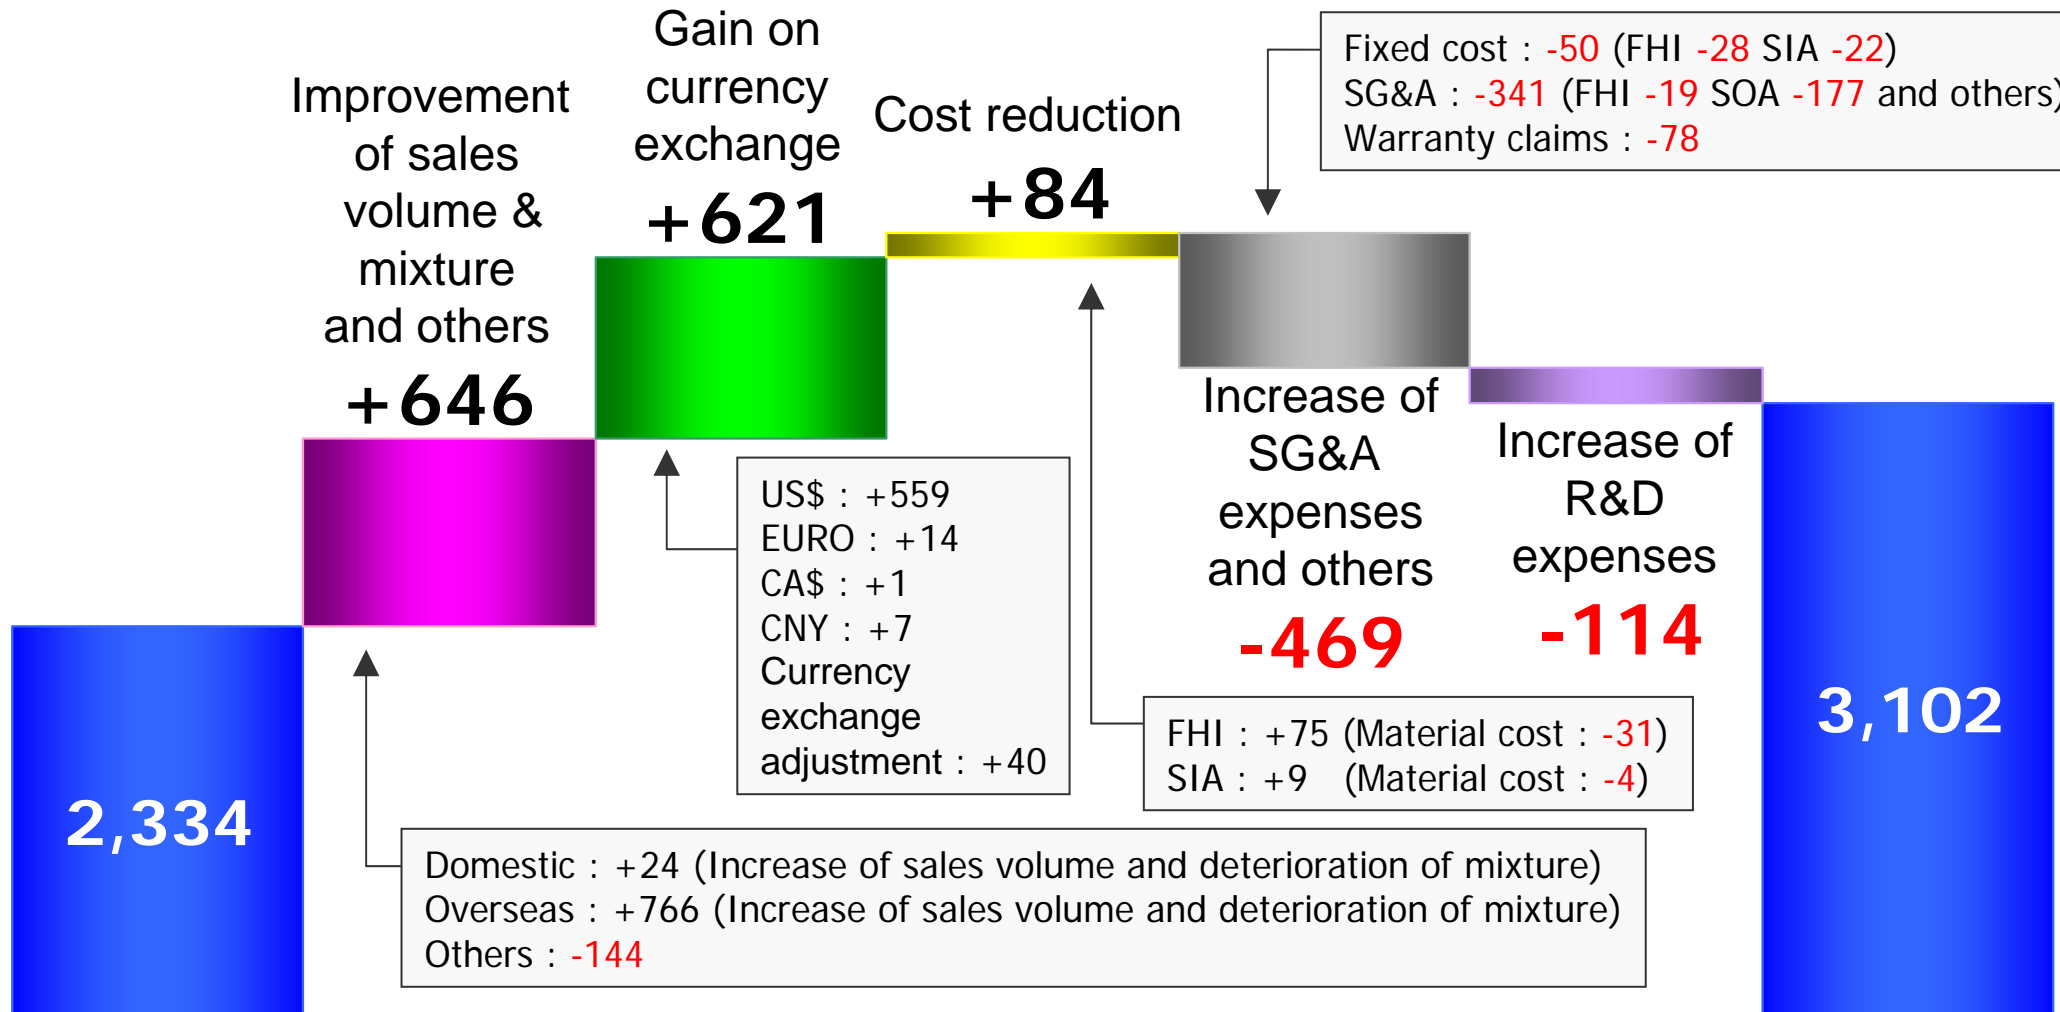 Improvement
of sales
volume &
mixture
and others
+646
Gain on
currency
exchange
+621
Cost reduction
+84
Fixed cost : -50 (FHI -28 SIA -22)
SG&A : -341 (FHI -19 SOA -177 and others)
Warranty claims : -78
Increase of
SG&A
expenses
and others
-469
Increase of
R&D
expenses
-114
US$ : +559
EURO : +14
CA$ : +1
CNY : +7
Currency
exchange
adjustment : +40
FHI : +75 (Material cost : -31)
SIA : +9 (Material cost : -4)
2,334
3,102
Domestic : +24 (Increase of sales volume and deterioration of mixture)
Overseas : +766 (Increase of sales volume and deterioration of mixture)
Others : -144